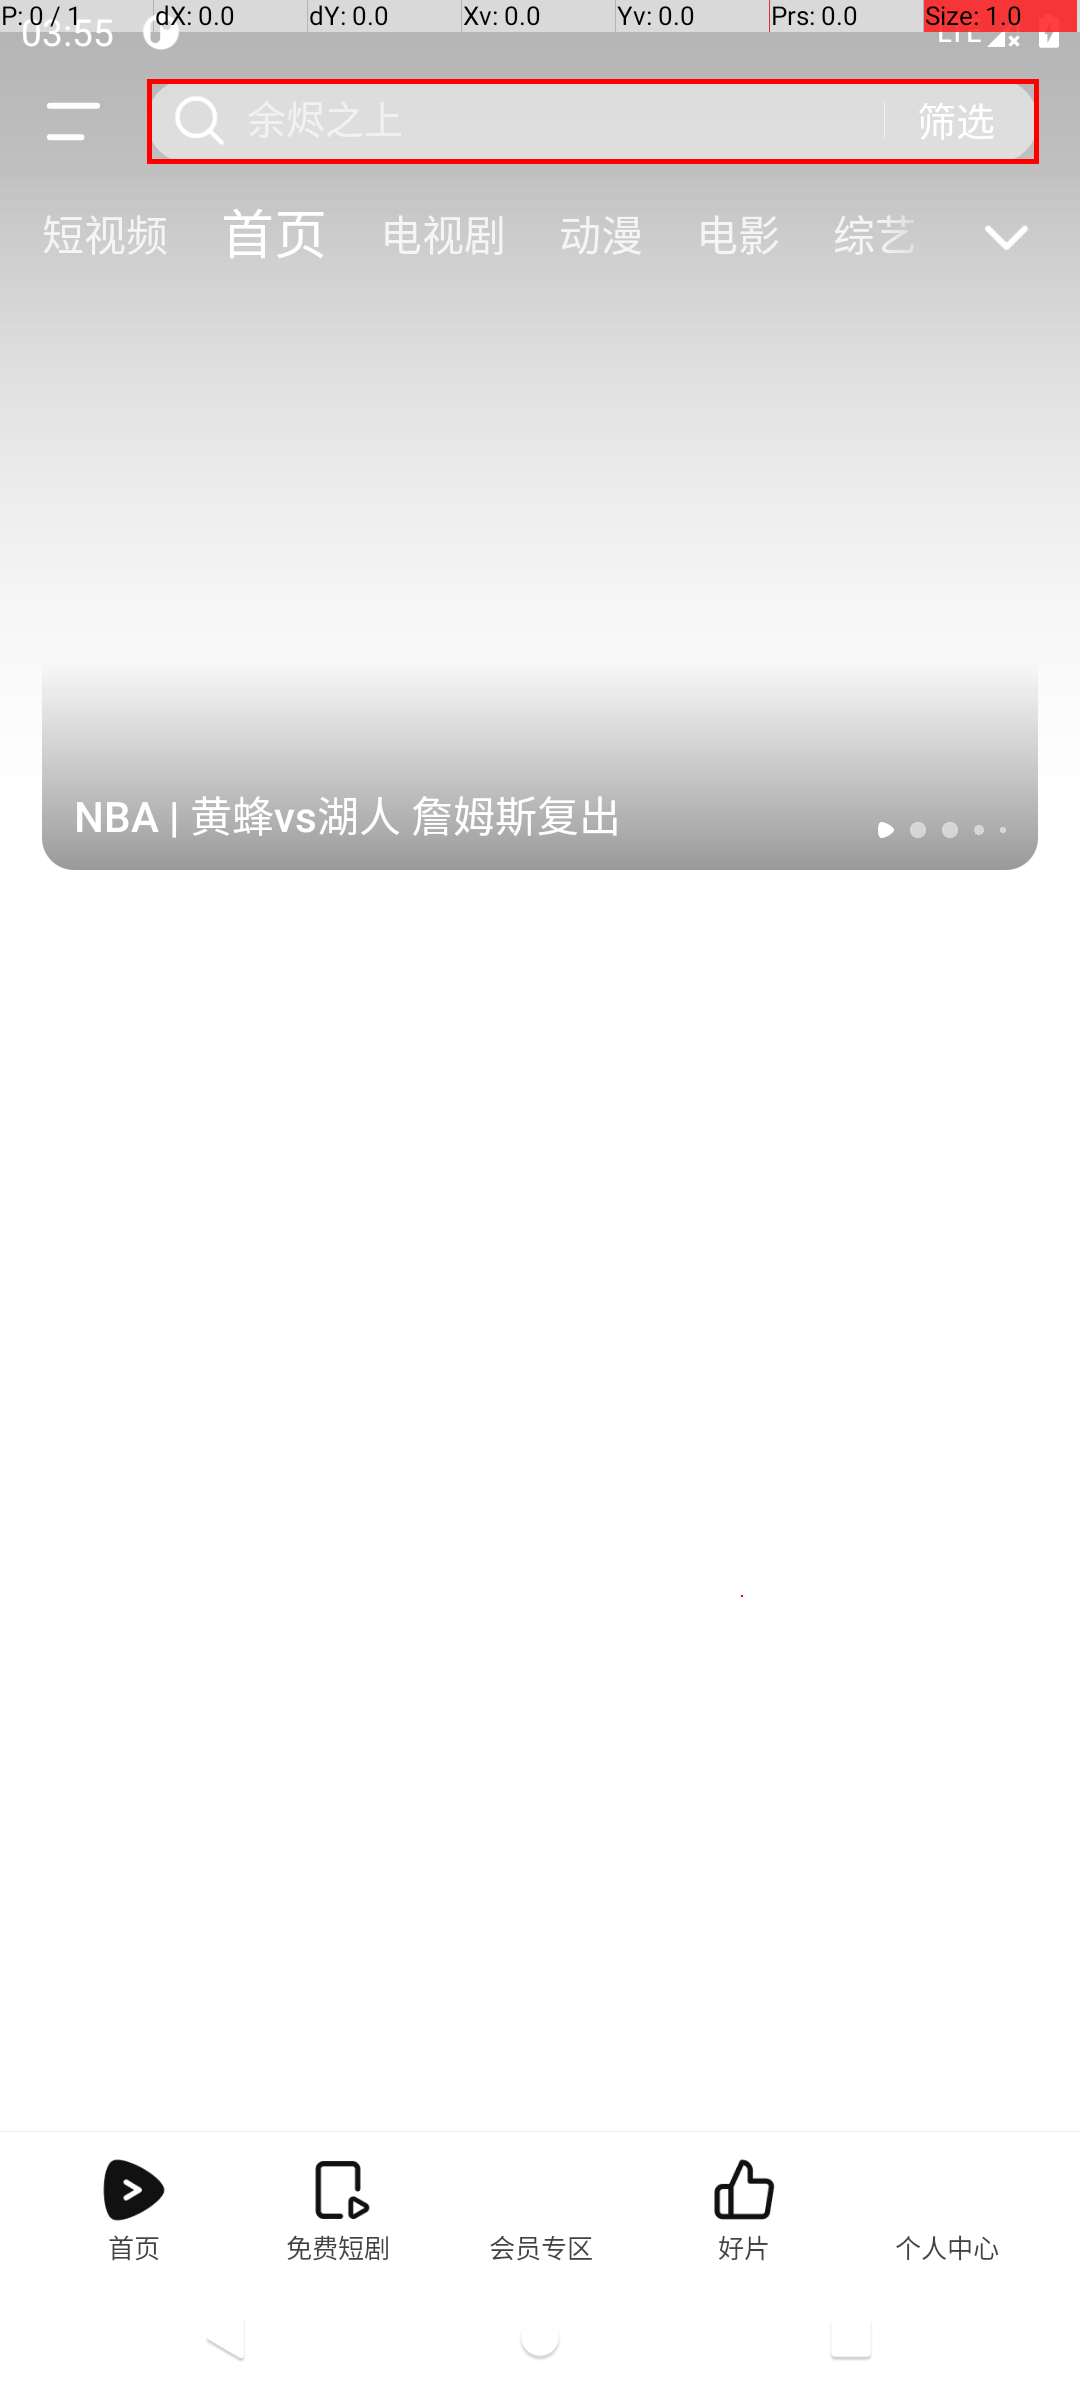 P: 0 / 1 dX: 0.0 dY: 0.0 Xv: 0.0 Yv: 0.0 Prs: 0.0 Size: 1.0
03:55 LTE
余烬之上 筛选
短视频 首页 电视剧 动漫 电影 综艺
NBA | 黄蜂vs湖人 詹姆斯复出
首页 免费短剧 会员专区 好片 个人中心